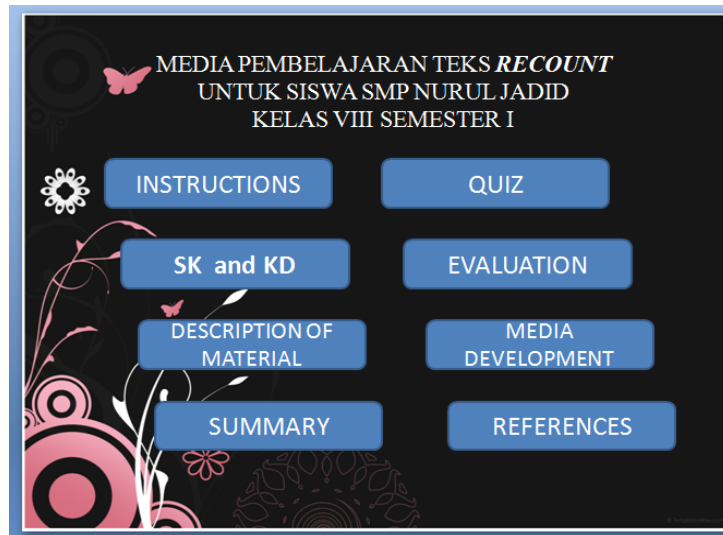 MEDIA PEMBELAJARAN TEKS RECOUNT
UNTUK SISWA SMP NURUL JADID
KELAS VIII SEMESTER I
INSTRUCTIONS
QUIZ
SK and KD
EVALUATION
DESCRIPTION OF
MATERIAL
MEDIA
DEVELOPMENT
SUMMARY
REFERENCES